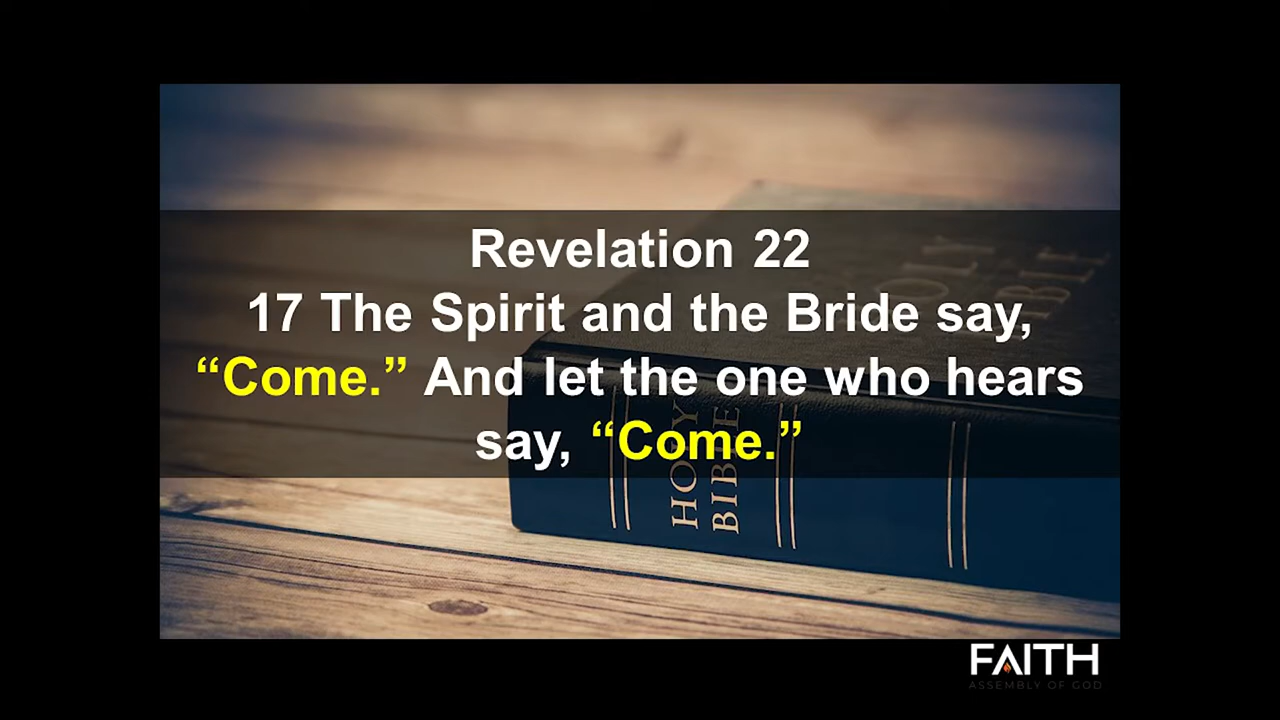 Revelation 22
17 The Spirit and the Bride say,
“Come.” And let the one who hears
say, “Come.”
HOLY
BIBLE
HOLY
BIBLE
FAITH
ASSEMBLY OF GOD